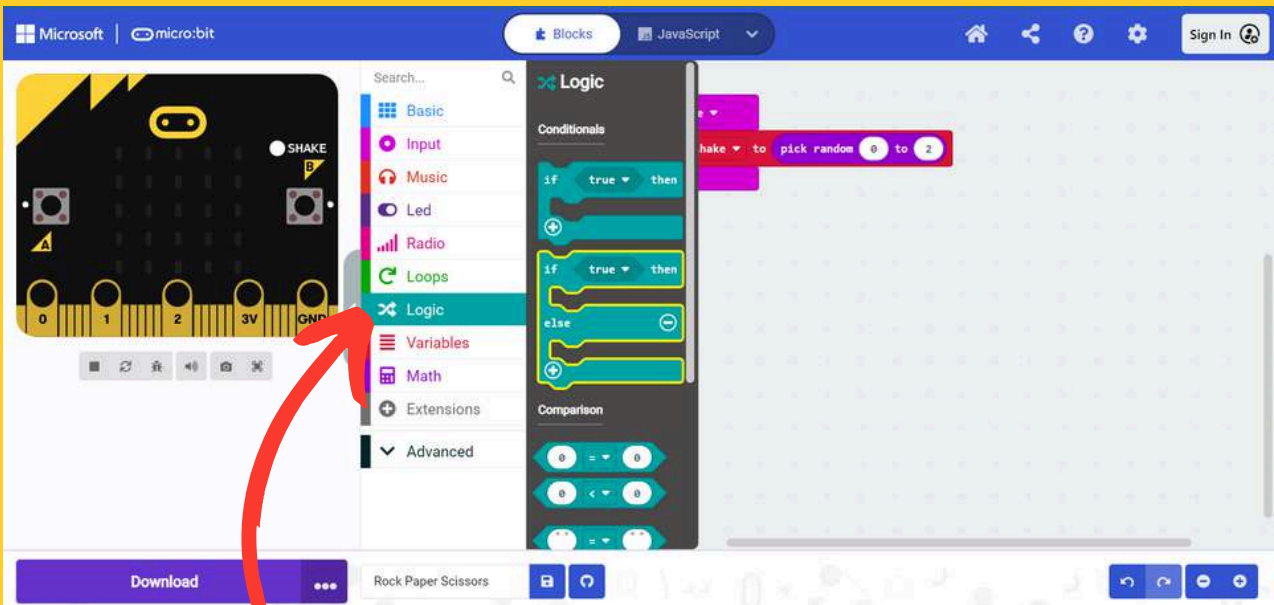 Microsoft | micro:bit Blocks JavaScript Sign In
SHAKE
B
A
0 1 2 3V GND
Search...
Basic
Input
Music
Led
Radio
Loops
Logic
Variables
Math
Extensions
Advanced
Logic
Conditionals
if true then
if true then
else
Comparison
0 = 0
0 < 0
" " = " "
e
hake to pick random 0 to 2
Download ... Rock Paper Scissors